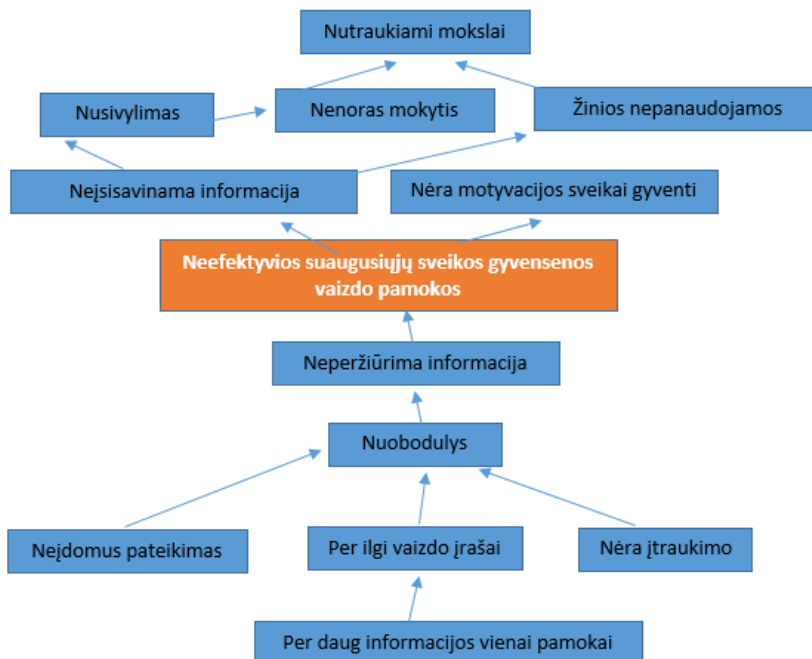 Nutraukiami mokslai
Nusivylimas
Nenoras mokytis
Žinios nepanaudojamos
Neįsisavinama informacija
Nėra motyvacijos sveikai gyventi
Neefektyvios suaugusiųjų sveikos gyvensenos
vaizdo pamokos
Neperžiūrima informacija
Nuobodulys
Neįdomus pateikimas
Per ilgi vaizdo įrašai
Nėra įtraukimo
Per daug informacijos vienai pamokai